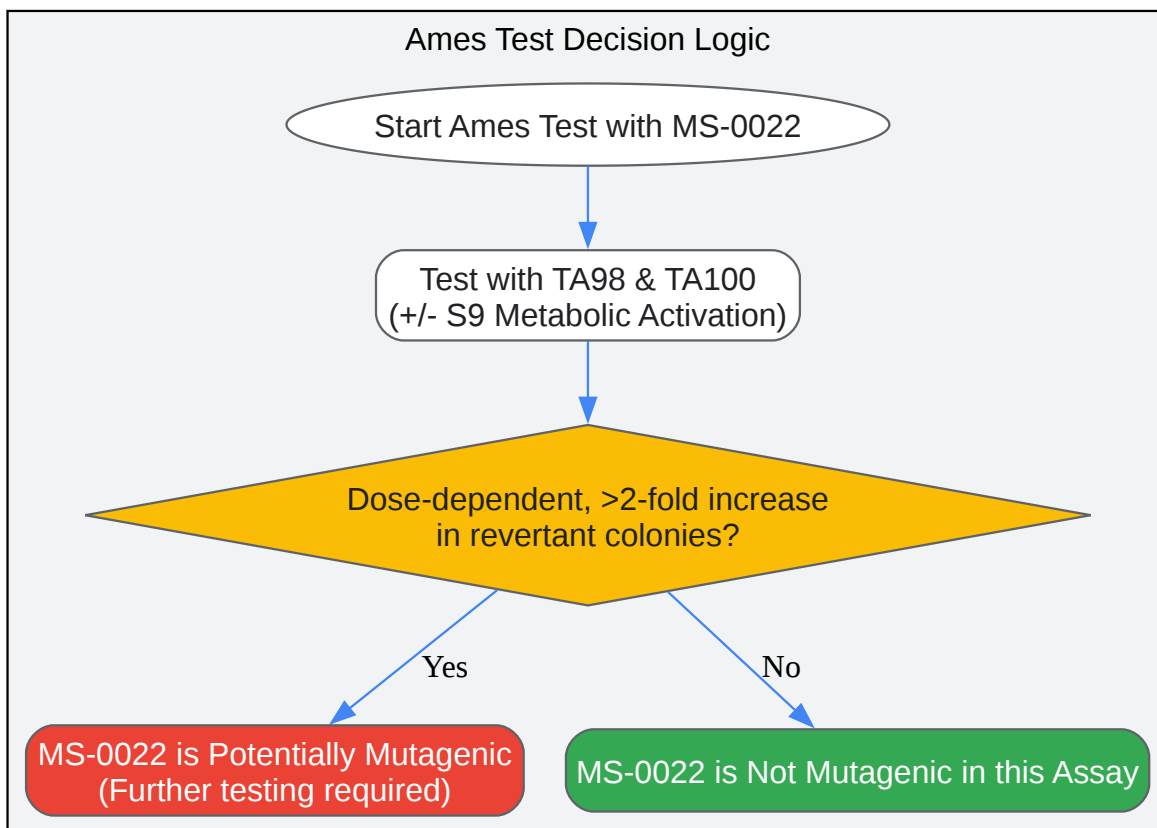 Ames Test Decision Logic
Start Ames Test with MS-0022
Test with TA98 & TA100
(+/- S9 Metabolic Activation)
Dose-dependent, >2-fold increase
in revertant colonies?
Yes
No
MS-0022 is Potentially Mutagenic
(Further testing required)
MS-0022 is Not Mutagenic in this Assay